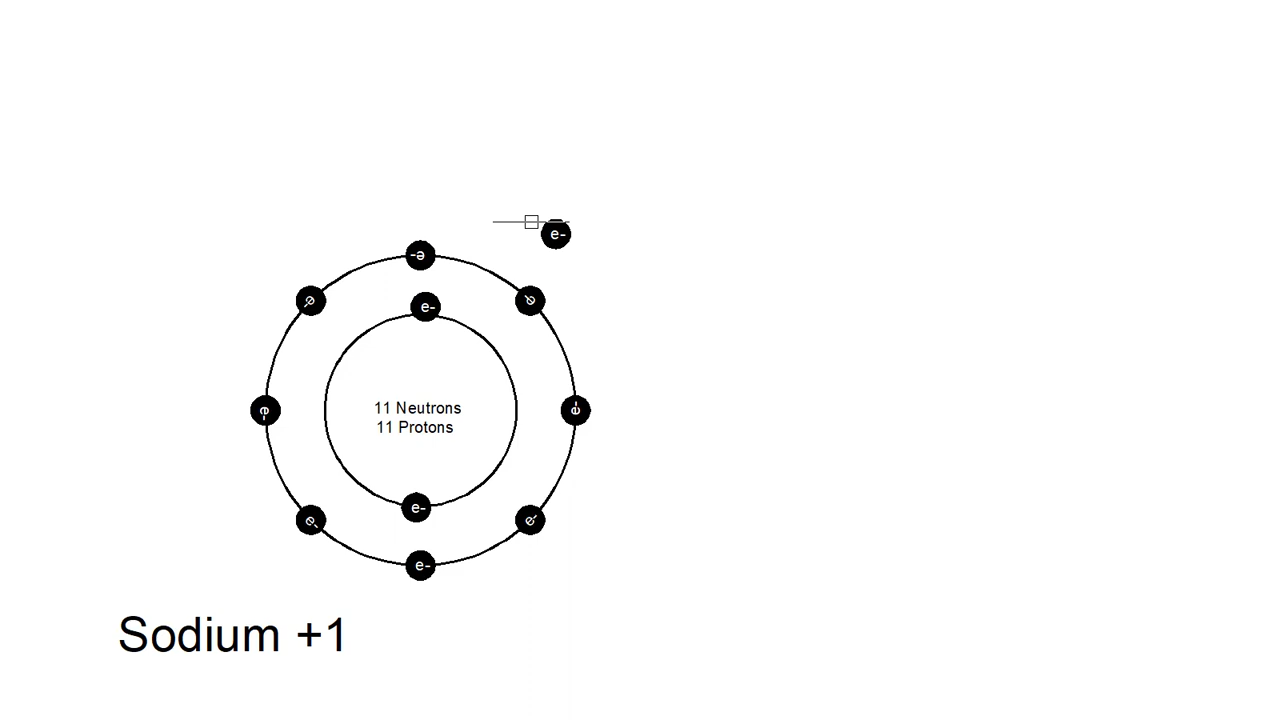 e-
e-
e-
e-
e-
e-
e-
e-
11 Neutrons
11 Protons
e-
e-
e-
Sodium +1